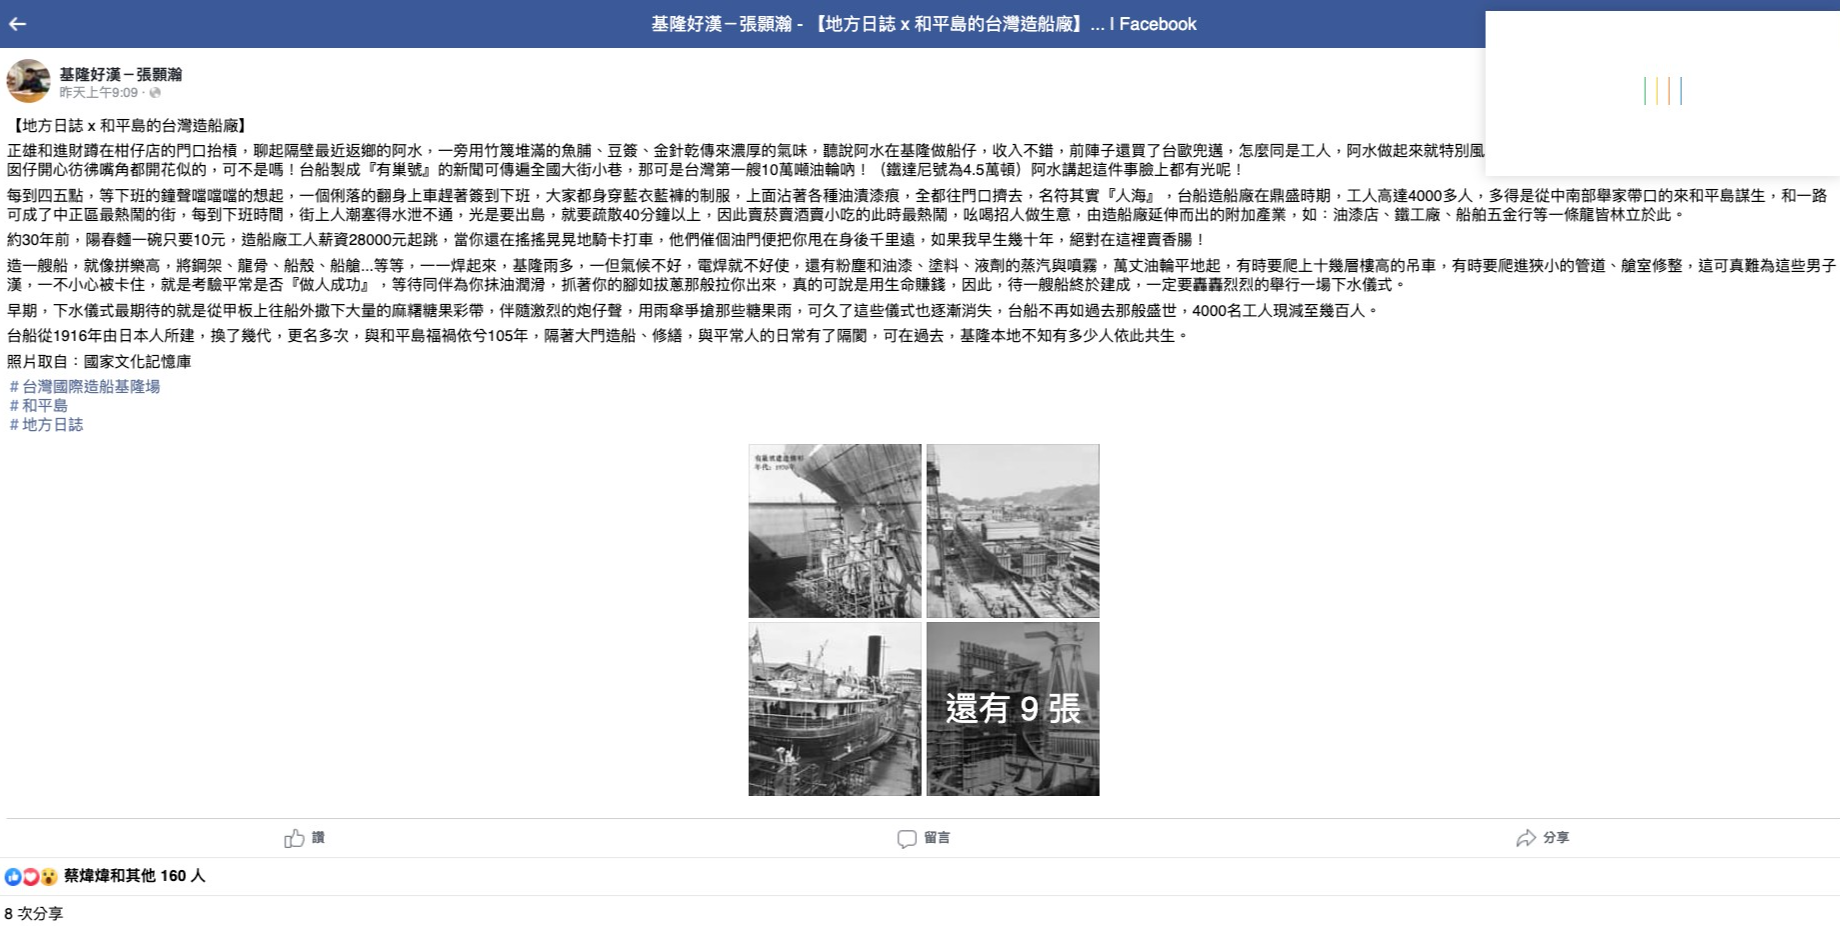 基隆好漢－張顥瀚 - 【地方日誌 x 和平島的台灣造船廠】... | Facebook
基隆好漢－張顥瀚
昨天上午9:09 ·
【地方日誌 x 和平島的台灣造船廠】
正雄和進財蹲在柑仔店的門口抬槓，聊起隔壁最近返鄉的阿水，一旁用竹篾堆滿的魚脯、豆簽、金針乾傳來濃厚的氣味，聽說阿水在基隆做船仔，收入不錯，前陣子還買了台歐兜邁，怎麼同是工人，阿水做起來就特別風
囡仔開心彷彿嘴角都開花似的，可不是嗎！台船製成『有巢號』的新聞可傳遍全國大街小巷，那可是台灣第一艘10萬噸油輪吶！（鐵達尼號為4.5萬頓）阿水講起這件事臉上都有光呢！
每到四五點，等下班的鐘聲噹噹噹的想起，一個俐落的翻身上車趕著簽到下班，大家都身穿藍衣藍褲的制服，上面沾著各種油漬漆痕，全都往門口擠去，名符其實『人海』，台船造船廠在鼎盛時期，工人高達4000多人，多得是從中南部舉家帶口的來和平島謀生，和一路
可成了中正區最熱鬧的街，每到下班時間，街上人潮塞得水泄不通，光是要出島，就要疏散40分鐘以上，因此賣菸賣酒賣小吃的此時最熱鬧，吆喝招人做生意，由造船廠延伸而出的附加產業，如：油漆店、鐵工廠、船舶五金行等一條龍皆林立於此。
約30年前，陽春麵一碗只要10元，造船廠工人薪資28000元起跳，當你還在搖搖晃晃地騎卡打車，他們催個油門便把你甩在身後千里遠，如果我早生幾十年，絕對在這裡賣香腸！
造一艘船，就像拼樂高，將鋼架、龍骨、船殼、船艙...等等，一一焊起來，基隆雨多，一但氣候不好，電焊就不好使，還有粉塵和油漆、塗料、液劑的蒸汽與噴霧，萬丈油輪平地起，有時要爬上十幾層樓高的吊車，有時要爬進狹小的管道、艙室修整，這可真難為這些男子
漢，一不小心被卡住，就是考驗平常是否『做人成功』，等待同伴為你抹油潤滑，抓著你的腳如拔蔥那般拉你出來，真的可說是用生命賺錢，因此，待一艘船終於建成，一定要轟轟烈烈的舉行一場下水儀式。
早期，下水儀式最期待的就是從甲板上往船外撒下大量的麻糬糖果彩帶，伴隨激烈的炮仔聲，用雨傘爭搶那些糖果雨，可久了這些儀式也逐漸消失，台船不再如過去那般盛世，4000名工人現減至幾百人。
台船從1916年由日本人所建，換了幾代，更名多次，與和平島福禍依兮105年，隔著大門造船、修繕，與平常人的日常有了隔閡，可在過去，基隆本地不知有多少人依此共生。
照片取自：國家文化記憶庫
＃台灣國際造船基隆場
＃和平島
＃地方日誌
有巢號建造情形
年代：1970年
還有 9 張
讚
留言
分享
蔡煒煒和其他 160 人
8 次分享